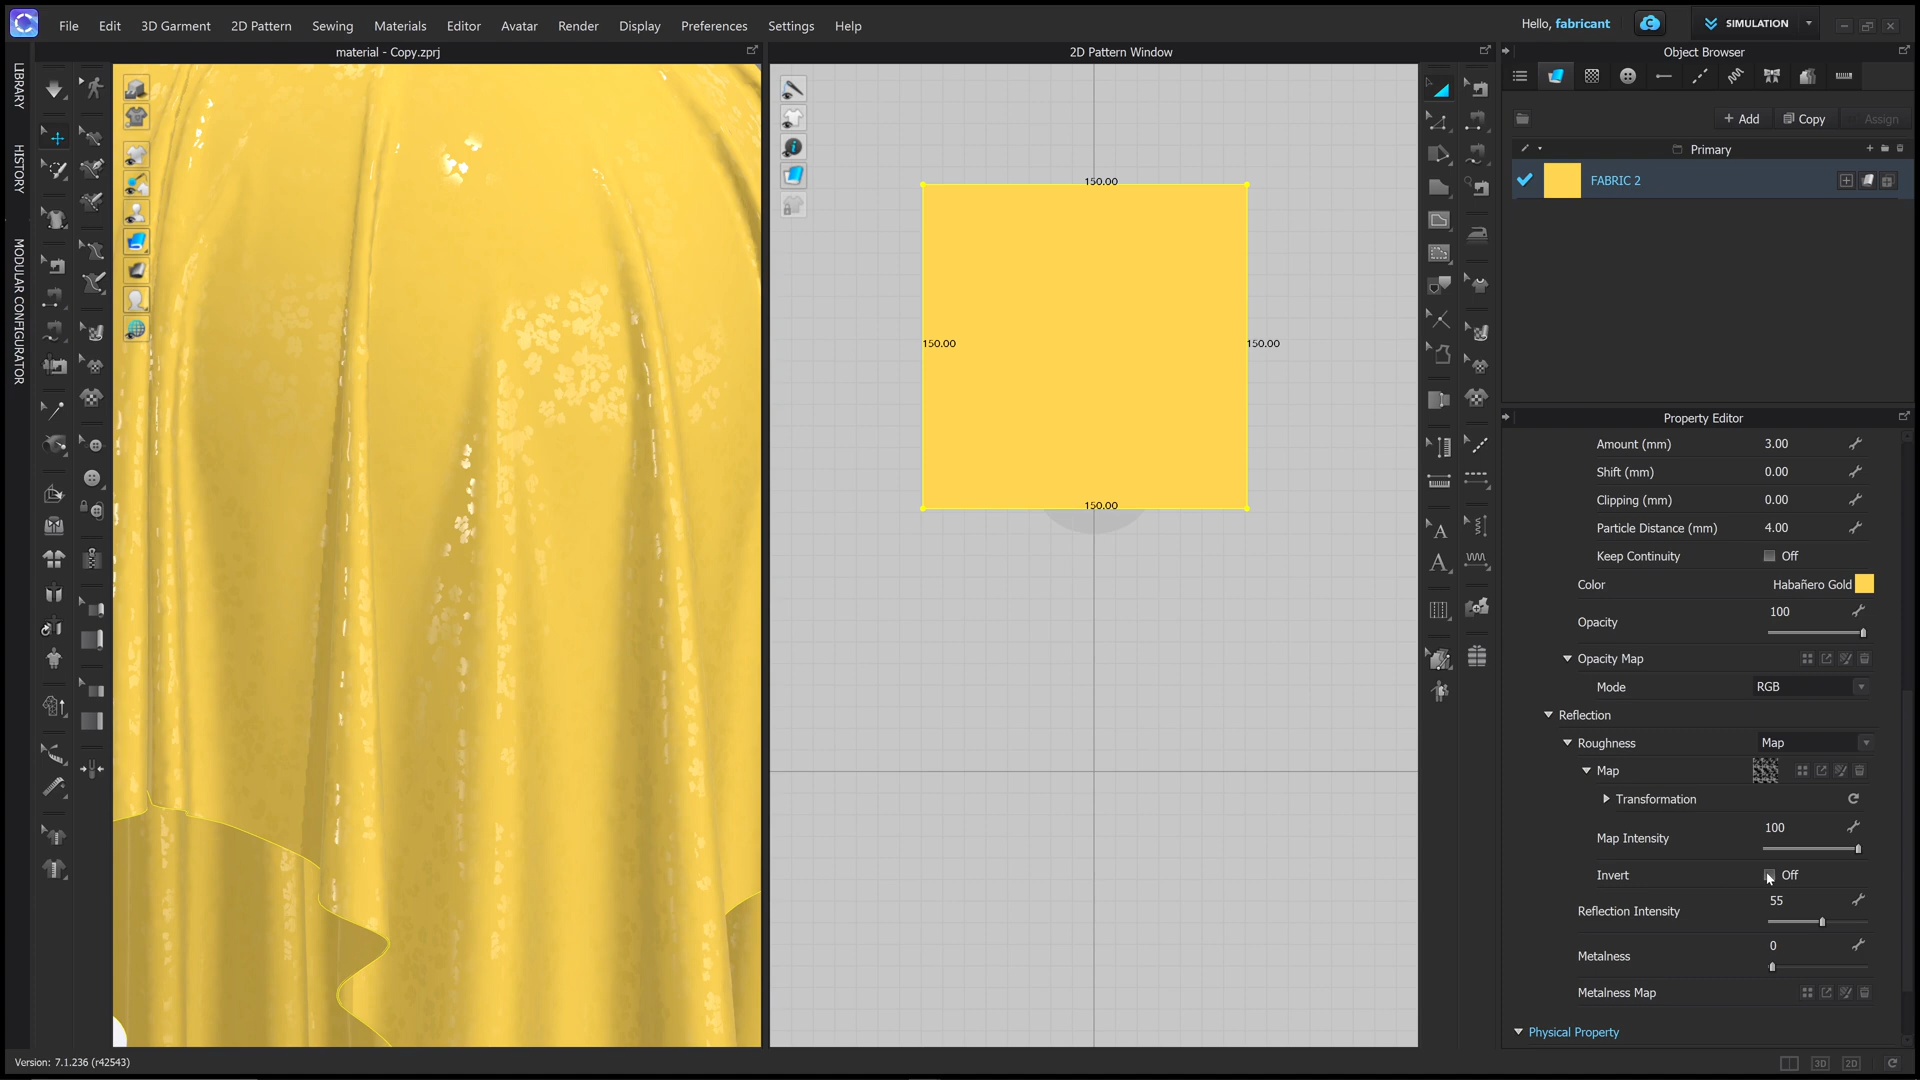 File Edit 3D Garment 2D Pattern Sewing Materials Editor Avatar Render Display Preferences Settings Help
Hello, fabricant
SIMULATION
material - Copy.zprj
2D Pattern Window
Object Browser
LIBRARY
HISTORY
MODULAR CONFIGURATOR
150.00
150.00
150.00
150.00
+ Add
Copy
Assign
Primary
FABRIC 2
Property Editor
Amount (mm) 3.00
Shift (mm) 0.00
Clipping (mm) 0.00
Particle Distance (mm) 4.00
Keep Continuity Off
Color Habañero Gold
Opacity 100
Opacity Map
Mode RGB
Reflection
Roughness Map
Map
Transformation
Map Intensity 100
Invert Off
Reflection Intensity 55
Metalness 0
Metalness Map
Physical Property
Version: 7.1.236 (r42543)
3D
2D